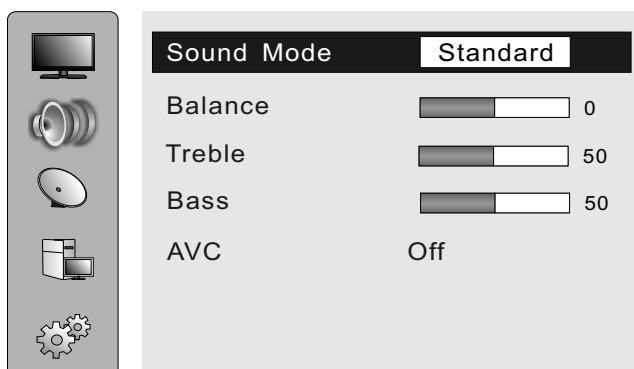 Sound Mode Standard
Balance 0
Treble 50
Bass 50
AVC Off